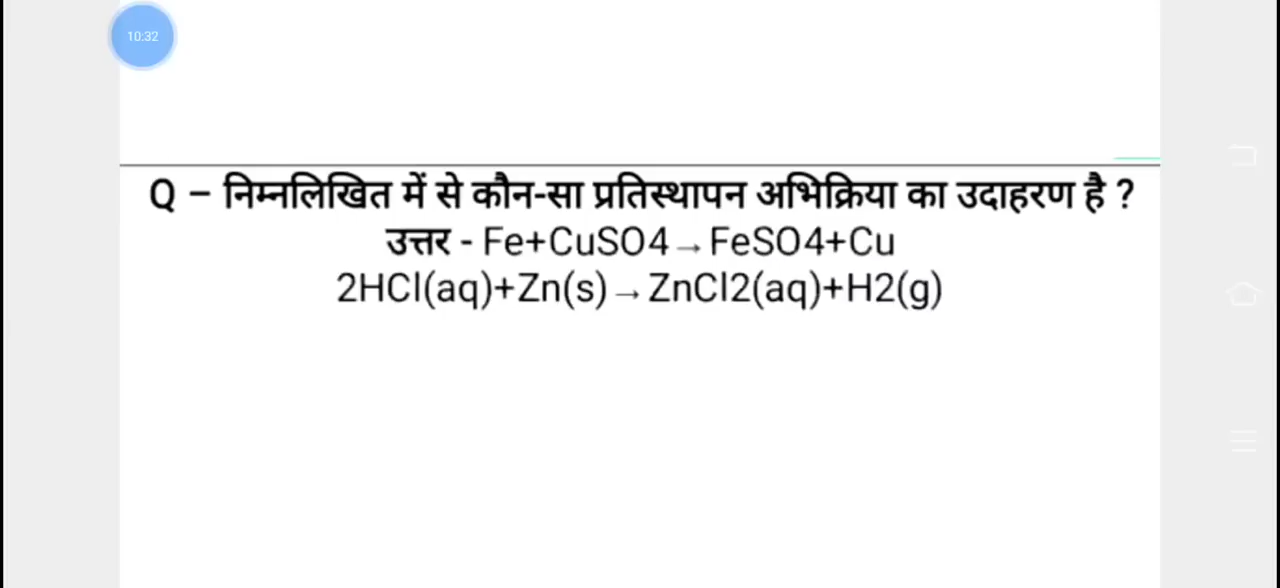 10:32
Q – निम्नलिखित में से कौन-सा प्रतिस्थापन अभिक्रिया का उदाहरण है ?
उत्तर - Fe+CuSO4→FeSO4+Cu
2HCl(aq)+Zn(s)→ZnCl2(aq)+H2(g)